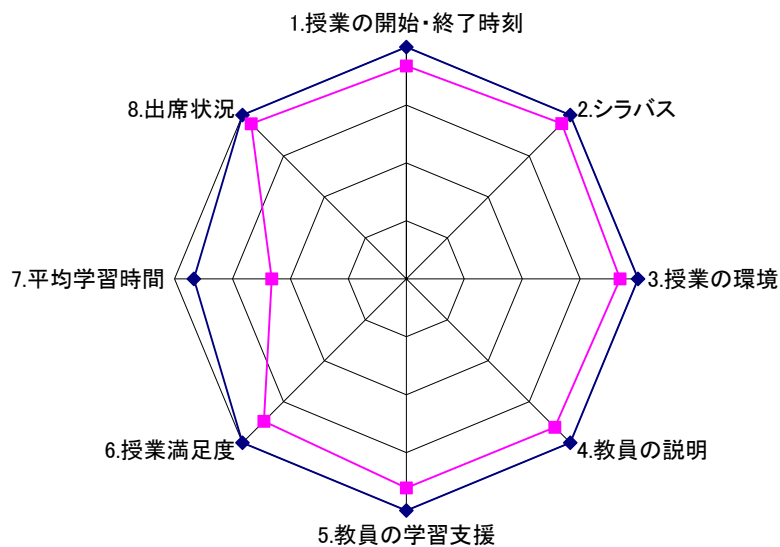 1.授業の開始・終了時刻
2.シラバス
3.授業の環境
4.教員の説明
5.教員の学習支援
6.授業満足度
7.平均学習時間
8.出席状況